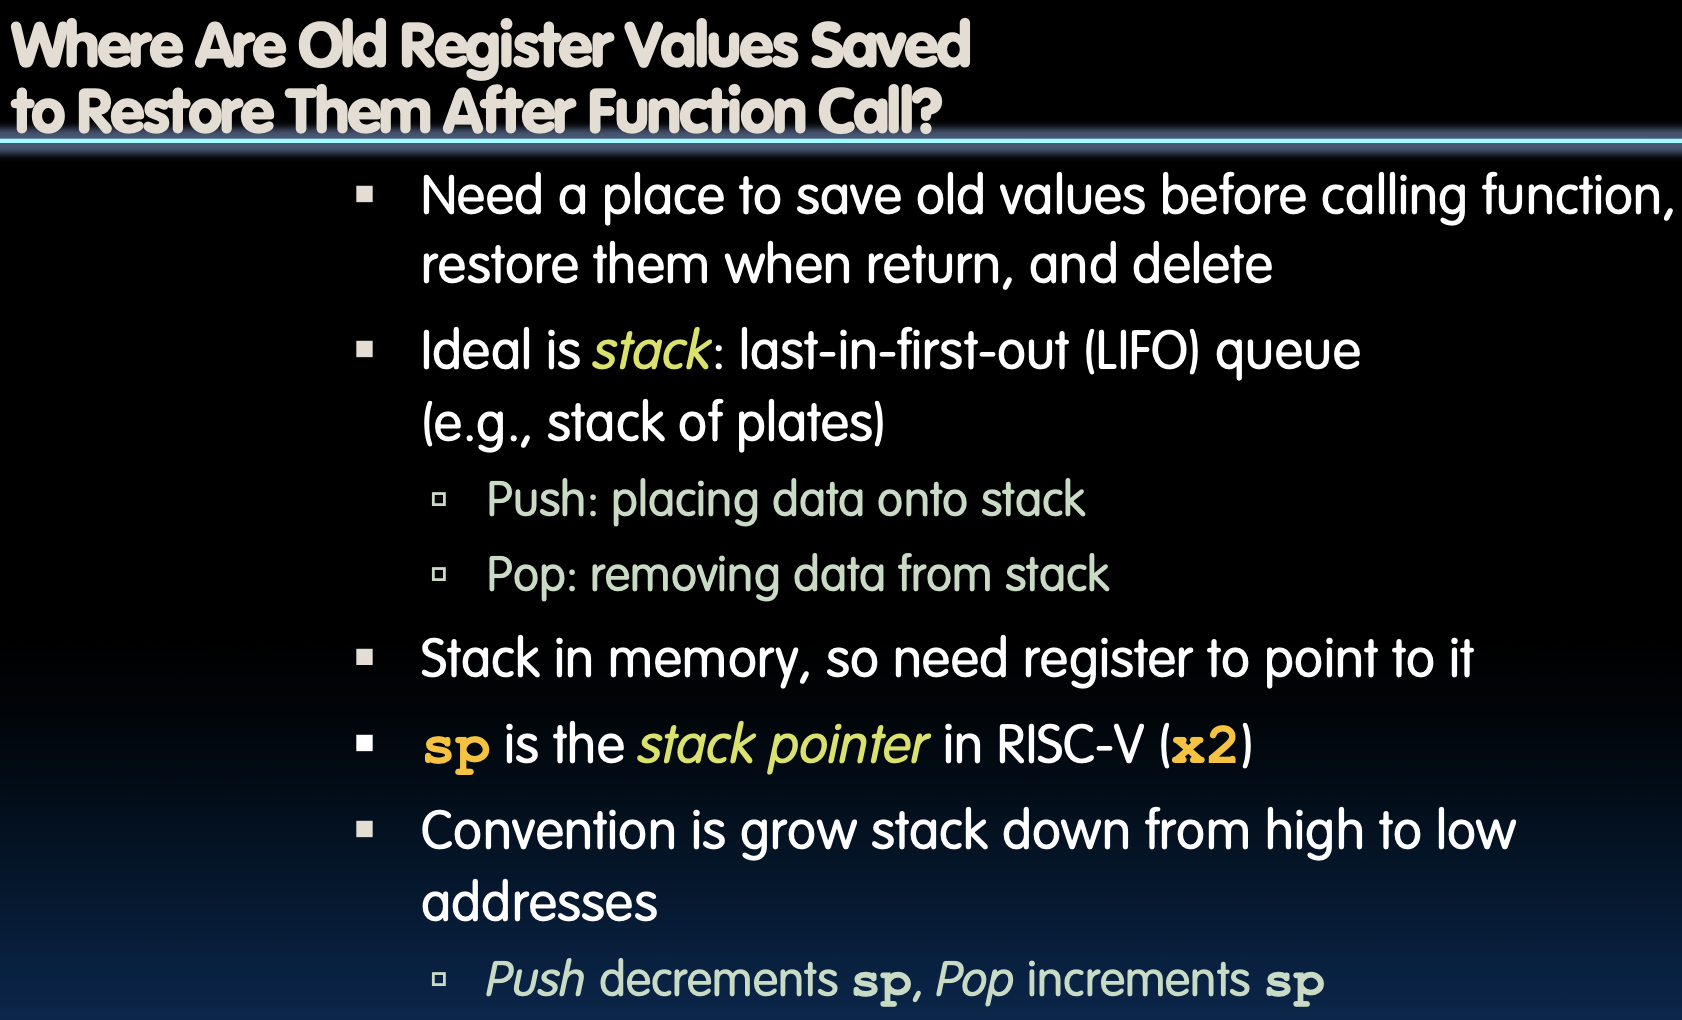 Where Are Old Register Values Saved
to Restore Them After Function Call?
Need a place to save old values before calling function,
restore them when return, and delete
Ideal is stack: last-in-first-out (LIFO) queue
(e.g., stack of plates)
Push: placing data onto stack
Pop: removing data from stack
Stack in memory, so need register to point to it
sp is the stack pointer in RISC-V (x2)
Convention is grow stack down from high to low
addresses
Push decrements sp, Pop increments sp